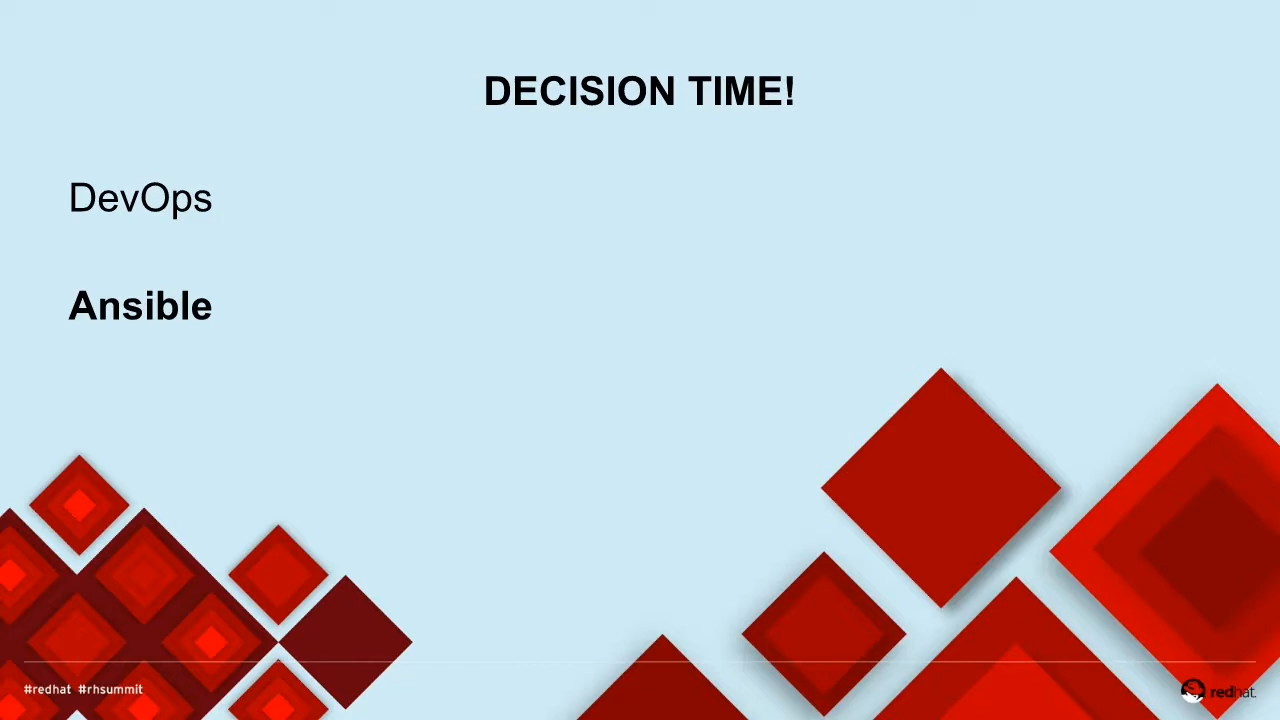 DECISION TIME!
DevOps
Ansible
#redhat #rhsummit
redhat.